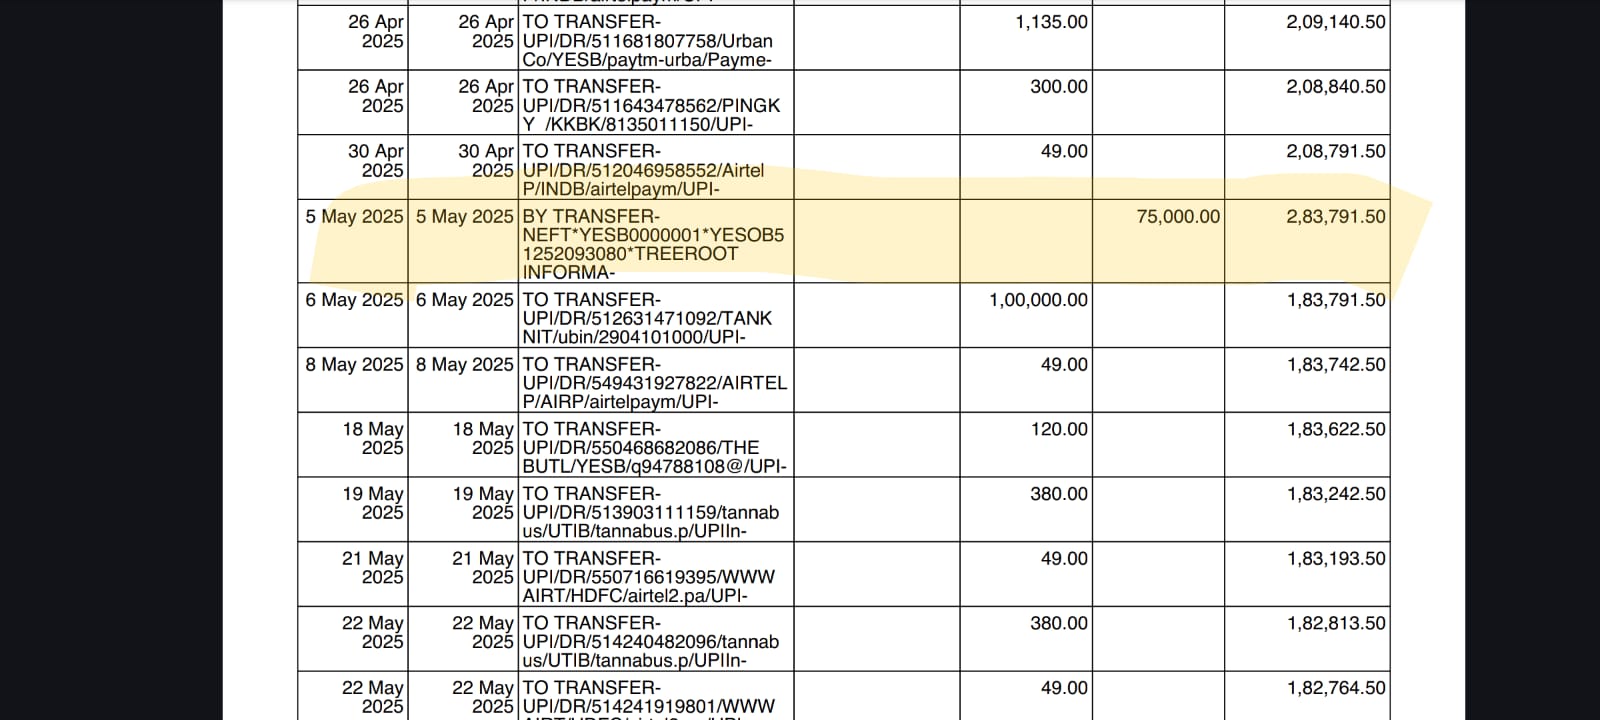 26 Apr 26 Apr TO TRANSFER- 1,135.00 2,09,140.50
2025 2025 UPI/DR/511681807758/Urban
Co/YESB/paytm-urba/Payme-
26 Apr 26 Apr TO TRANSFER- 300.00 2,08,840.50
2025 2025 UPI/DR/511643478562/PINGK
Y /KKBK/8135011150/UPI-
30 Apr 30 Apr TO TRANSFER- 49.00 2,08,791.50
2025 2025 UPI/DR/512046958552/Airtel
P/INDB/airtelpaym/UPI-
5 May 2025 5 May 2025 BY TRANSFER- 75,000.00 2,83,791.50
NEFT*YESB0000001*YESOB5
1252093080*TREEROOT
INFORMA-
6 May 2025 6 May 2025 TO TRANSFER- 1,00,000.00 1,83,791.50
UPI/DR/512631471092/TANK
NIT/ubin/2904101000/UPI-
8 May 2025 8 May 2025 TO TRANSFER- 49.00 1,83,742.50
UPI/DR/549431927822/AIRTEL
P/AIRP/airtelpaym/UPI-
18 May 18 May TO TRANSFER- 120.00 1,83,622.50
2025 2025 UPI/DR/550468682086/THE
BUTL/YESB/q94788108@/UPI-
19 May 19 May TO TRANSFER- 380.00 1,83,242.50
2025 2025 UPI/DR/513903111159/tannab
us/UTIB/tannabus.p/UPIIn-
21 May 21 May TO TRANSFER- 49.00 1,83,193.50
2025 2025 UPI/DR/550716619395/WWW
AIRT/HDFC/airtel2.pa/UPI-
22 May 22 May TO TRANSFER- 380.00 1,82,813.50
2025 2025 UPI/DR/514240482096/tannab
us/UTIB/tannabus.p/UPIIn-
22 May 22 May TO TRANSFER- 49.00 1,82,764.50
2025 2025 UPI/DR/514241919801/WWW